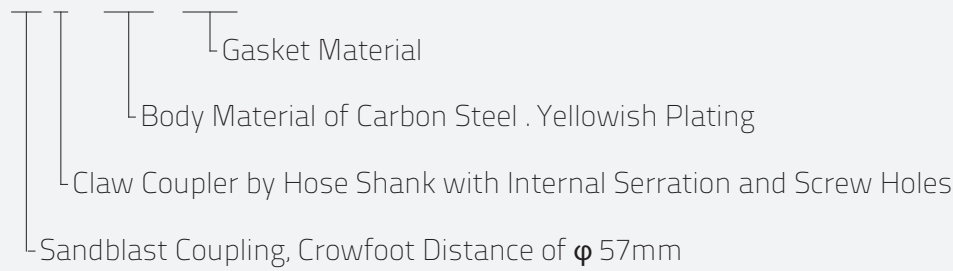 Gasket Material
Body Material of Carbon Steel . Yellowish Plating
Claw Coupler by Hose Shank with Internal Serration and Screw Holes
Sandblast Coupling, Crowfoot Distance of φ 57mm